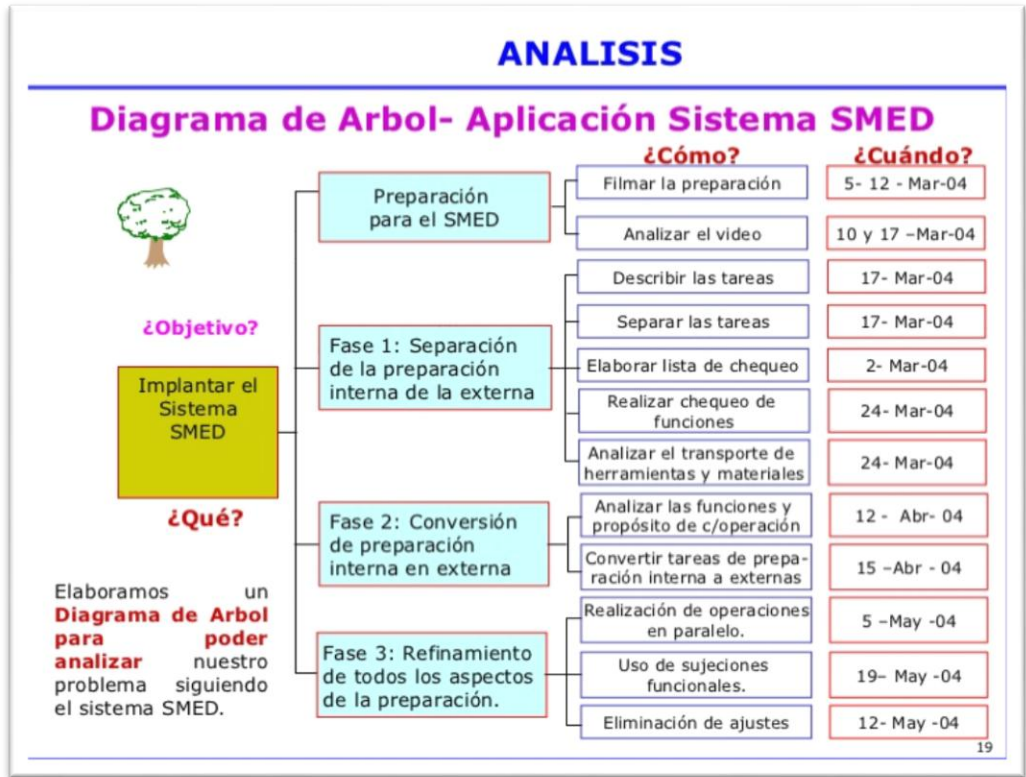 ANALISIS
Diagrama de Arbol- Aplicación Sistema SMED
¿Cómo?
¿Cuándo?
¿Objetivo?
Implantar el
Sistema
SMED
¿Qué?
Elaboramos un
Diagrama de Arbol
para poder
analizar nuestro
problema siguiendo
el sistema SMED.
Preparación
para el SMED
Filmar la preparación
5- 12 - Mar-04
Analizar el video
10 y 17 –Mar-04
Fase 1: Separación
de la preparación
interna de la externa
Describir las tareas
17- Mar-04
Separar las tareas
17- Mar-04
Elaborar lista de chequeo
2- Mar-04
Realizar chequeo de
funciones
24- Mar-04
Analizar el transporte de
herramientas y materiales
24- Mar-04
Fase 2: Conversión
de preparación
interna en externa
Analizar las funciones y
propósito de c/operación
12 - Abr- 04
Convertir tareas de prepa-
ración interna a externas
15 –Abr - 04
Fase 3: Refinamiento
de todos los aspectos
de la preparación.
Realización de operaciones
en paralelo.
5 –May -04
Uso de sujeciones
funcionales.
19– May -04
Eliminación de ajustes
12- May -04
19